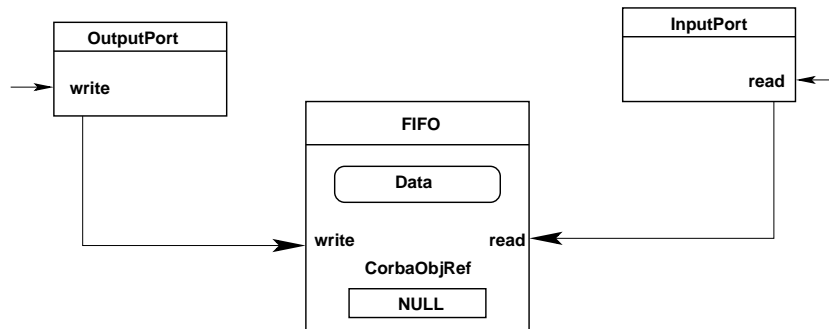 OutputPort
write
InputPort
read
FIFO
Data
write
read
CorbaObjRef
NULL